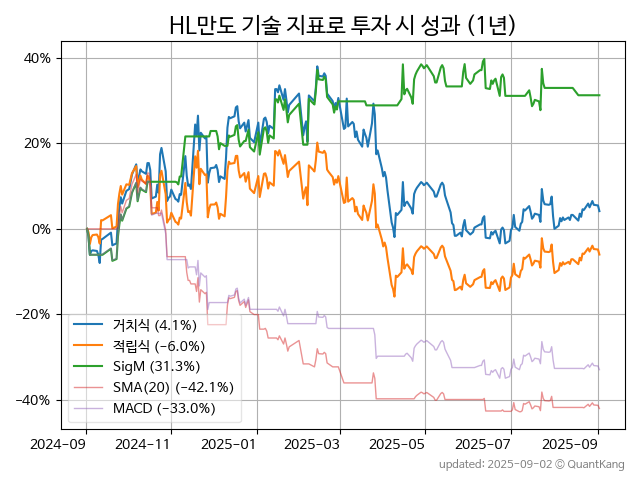 HL만도 기술 지표로 투자 시 성과 (1년)
40%
20%
0%
−20%
−40%
거치식 (4.1%)
적립식 (−6.0%)
SigM (31.3%)
SMA(20) (−42.1%)
MACD (−33.0%)
2024-09 2024-11 2025-01 2025-03 2025-05 2025-07 2025-09
updated: 2025-09-02 © QuantKang